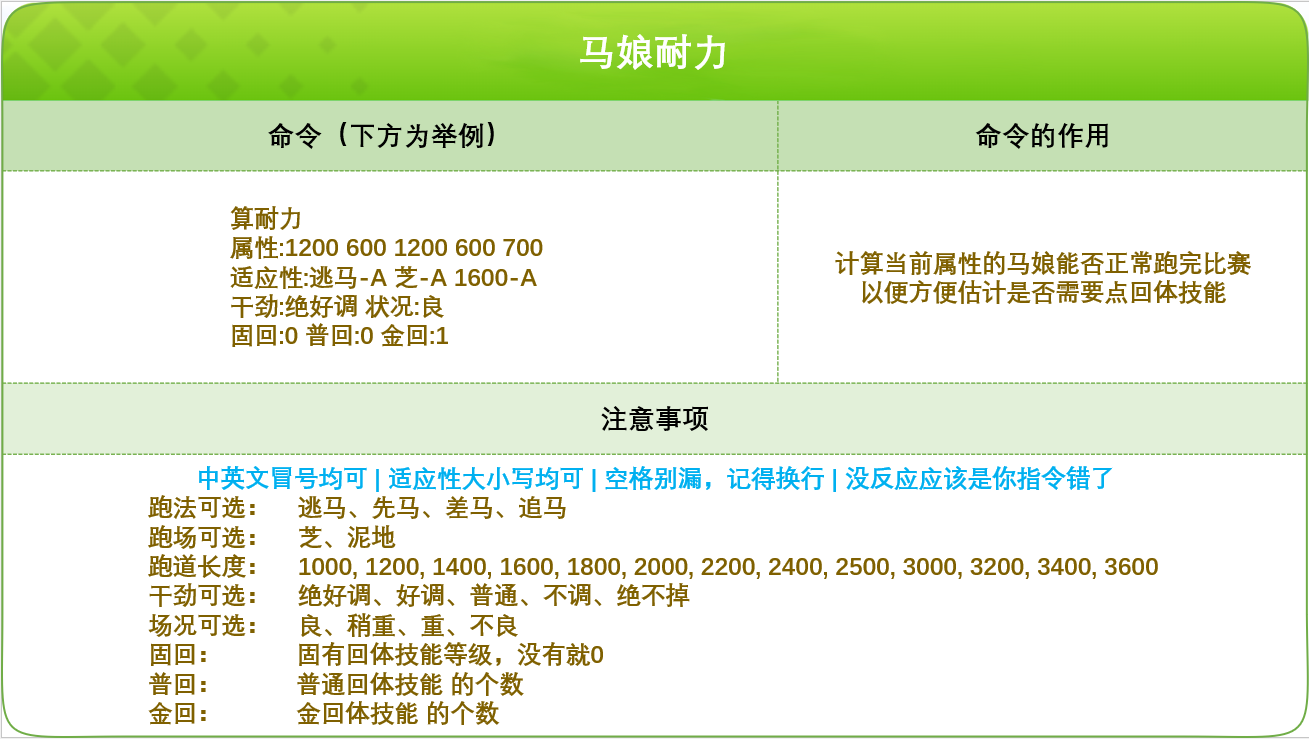 马娘耐力
命令（下方为举例）
命令的作用
算耐力
属性:1200 600 1200 600 700
适应性:逃马-A 芝-A 1600-A
干劲:绝好调 状况:良
固回:0 普回:0 金回:1
计算当前属性的马娘能否正常跑完比赛
以便方便估计是否需要点回体技能
注意事项
中英文冒号均可 | 适应性大小写均可 | 空格别漏，记得换行 | 没反应应该是你指令错了
跑法可选： 逃马、先马、差马、追马
跑场可选： 芝、泥地
跑道长度： 1000, 1200, 1400, 1600, 1800, 2000, 2200, 2400, 2500, 3000, 3200, 3400, 3600
干劲可选： 绝好调、好调、普通、不调、绝不掉
场况可选： 良、稍重、重、不良
固回： 固有回体技能等级，没有就0
普回： 普通回体技能 的个数
金回： 金回体技能 的个数